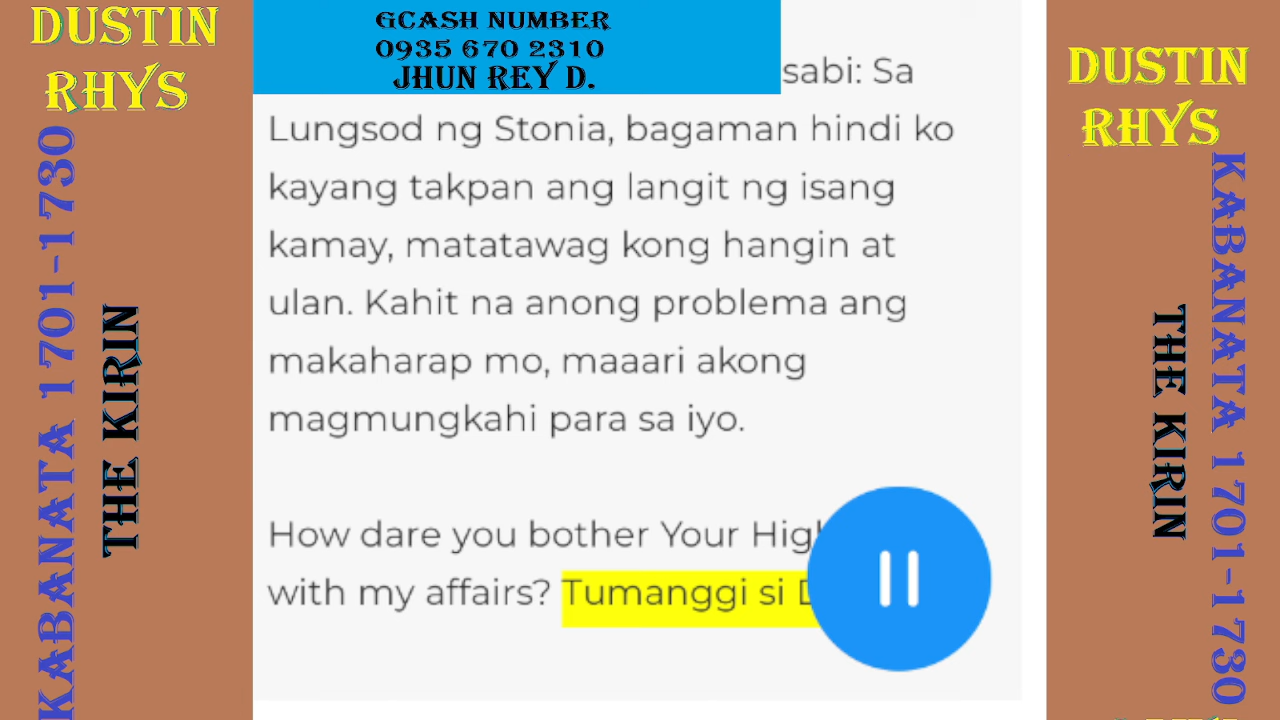 DUSTIN
RHYS
KABANATA 1701-1730
THE KIRIN
GCASH NUMBER
0935 670 2310
JHUN REY D.
sabi: Sa
Lungsod ng Stonia, bagaman hindi ko
kayang takpan ang langit ng isang
kamay, matatawag kong hangin at
ulan. Kahit na anong problema ang
makaharap mo, maaari akong
magmungkahi para sa iyo.
How dare you bother Your
with my affairs? Tumanggi si
DUSTIN
RHYS
KABANATA 1701-1730
THE KIRIN